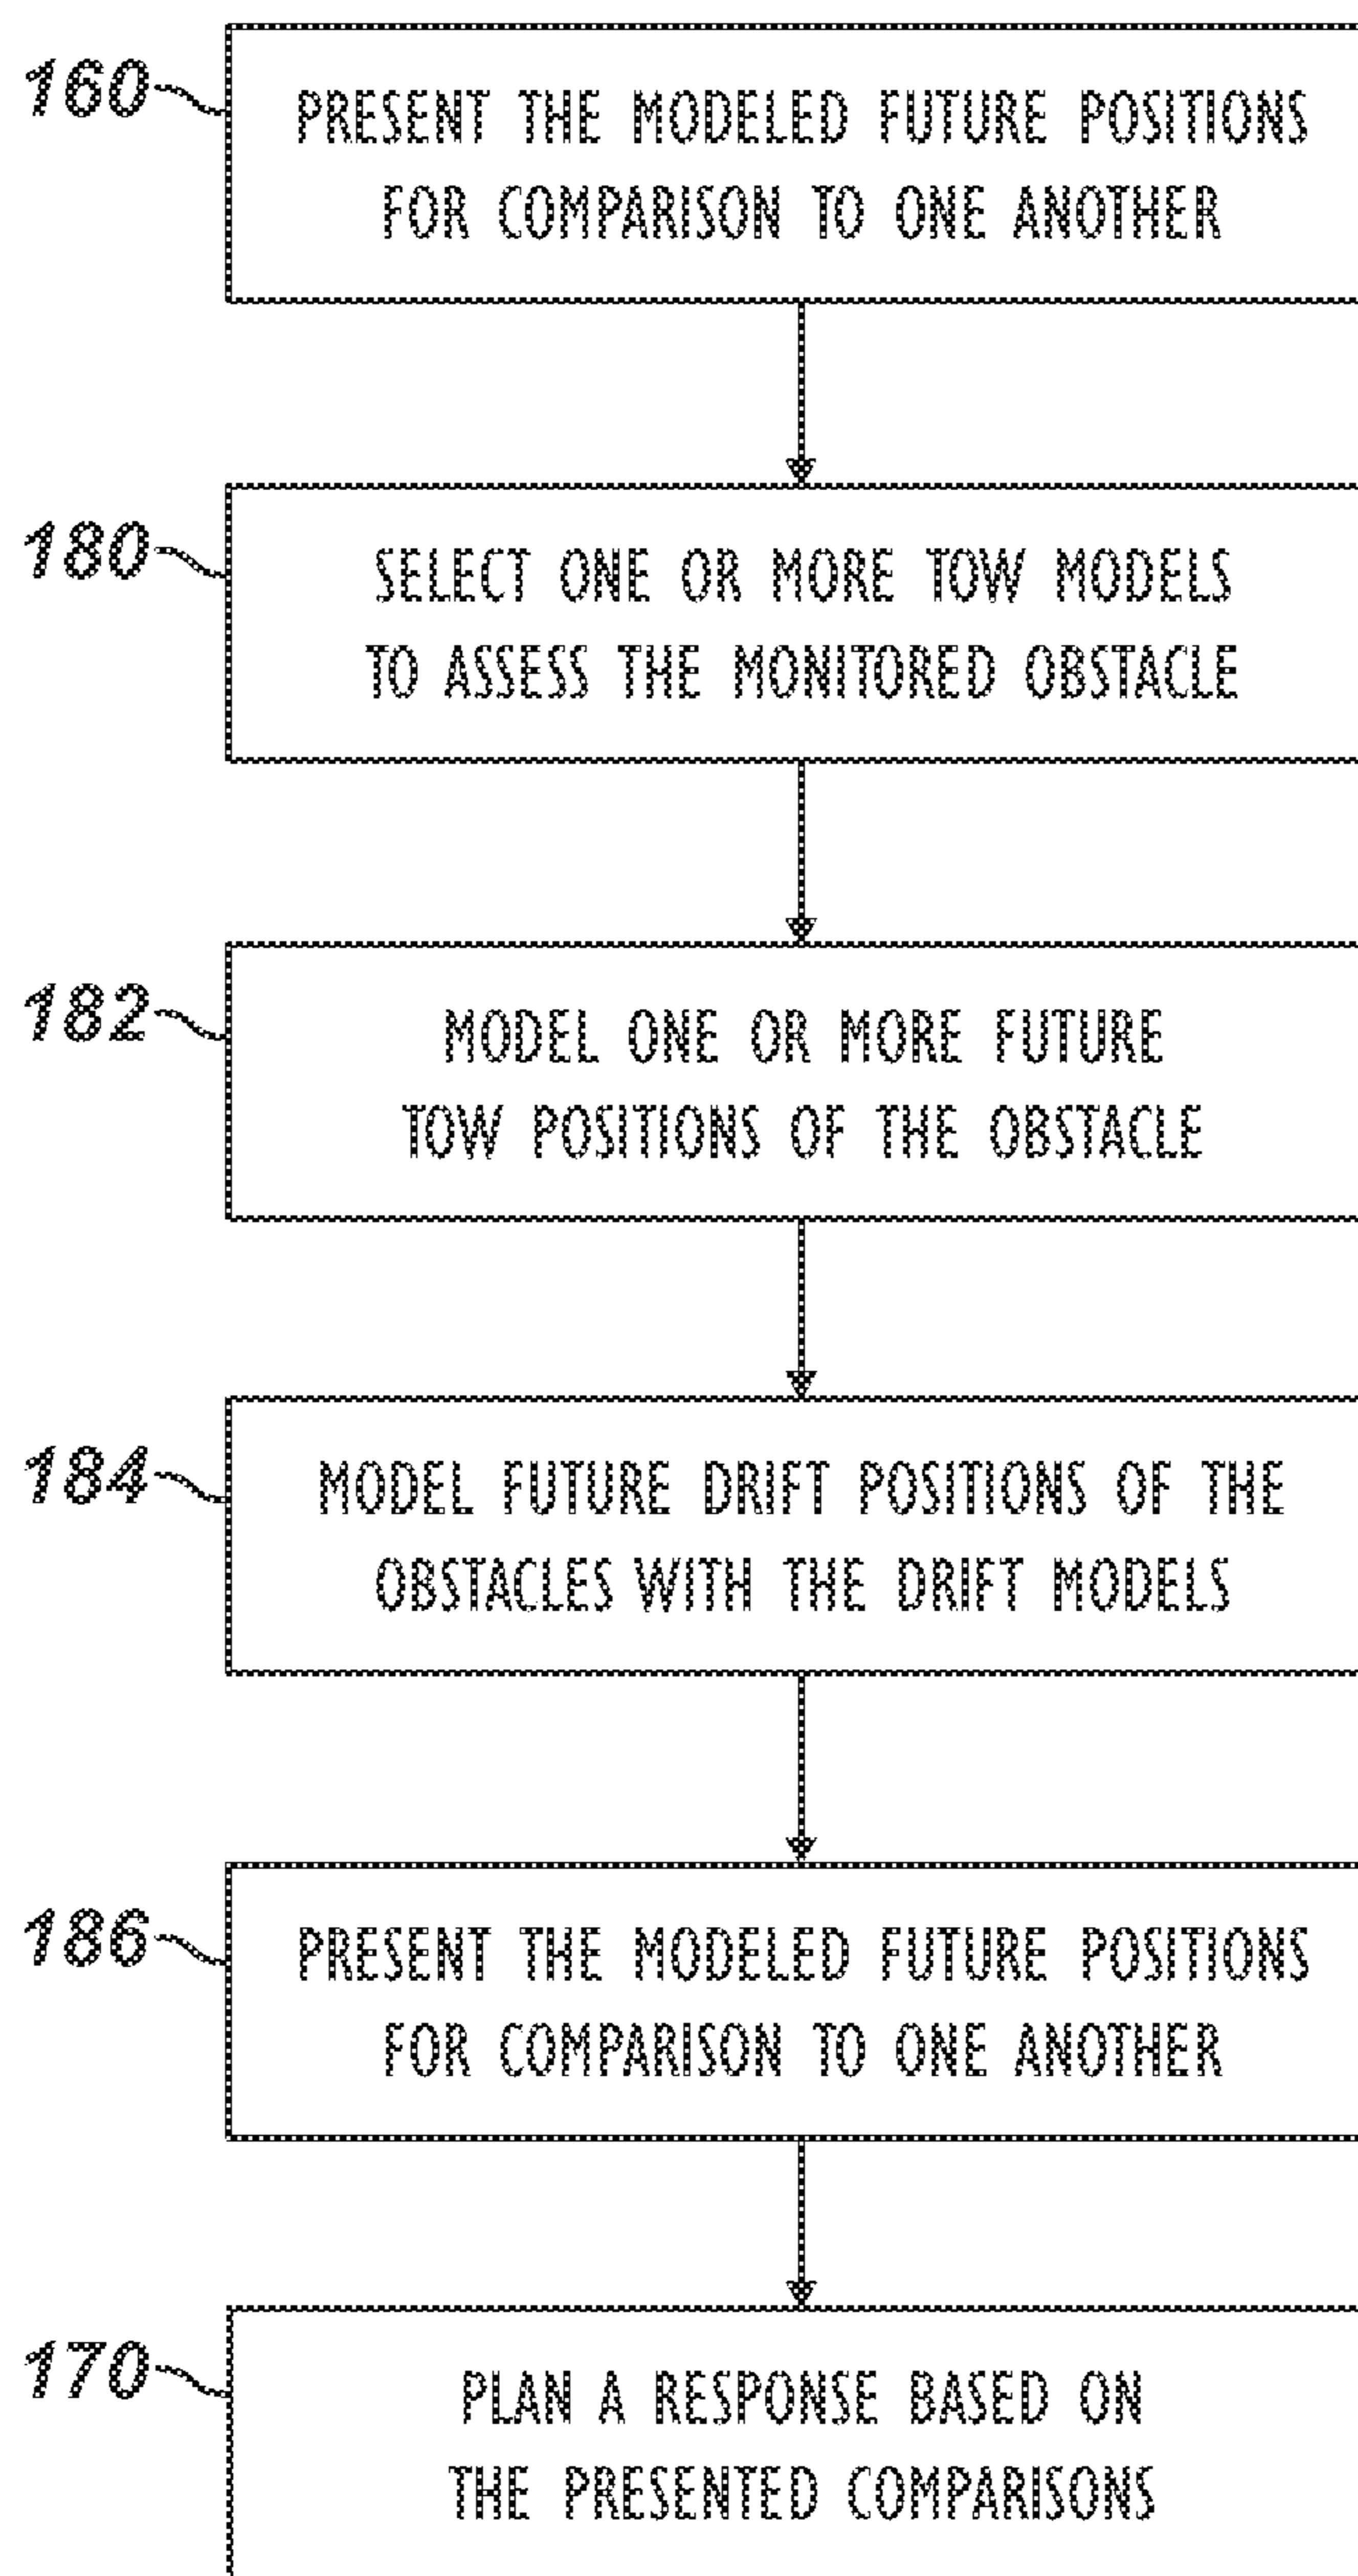 160
PRESENT THE MODELED FUTURE POSITIONS
FOR COMPARISON TO ONE ANOTHER
180
SELECT ONE OR MORE TOW MODELS
TO ASSESS THE MONITORED OBSTACLE
182
MODEL ONE OR MORE FUTURE
TOW POSITIONS OF THE OBSTACLE
184
MODEL FUTURE DRIFT POSITIONS OF THE
OBSTACLES WITH THE DRIFT MODELS
186
PRESENT THE MODELED FUTURE POSITIONS
FOR COMPARISON TO ONE ANOTHER
170
PLAN A RESPONSE BASED ON
THE PRESENTED COMPARISONS